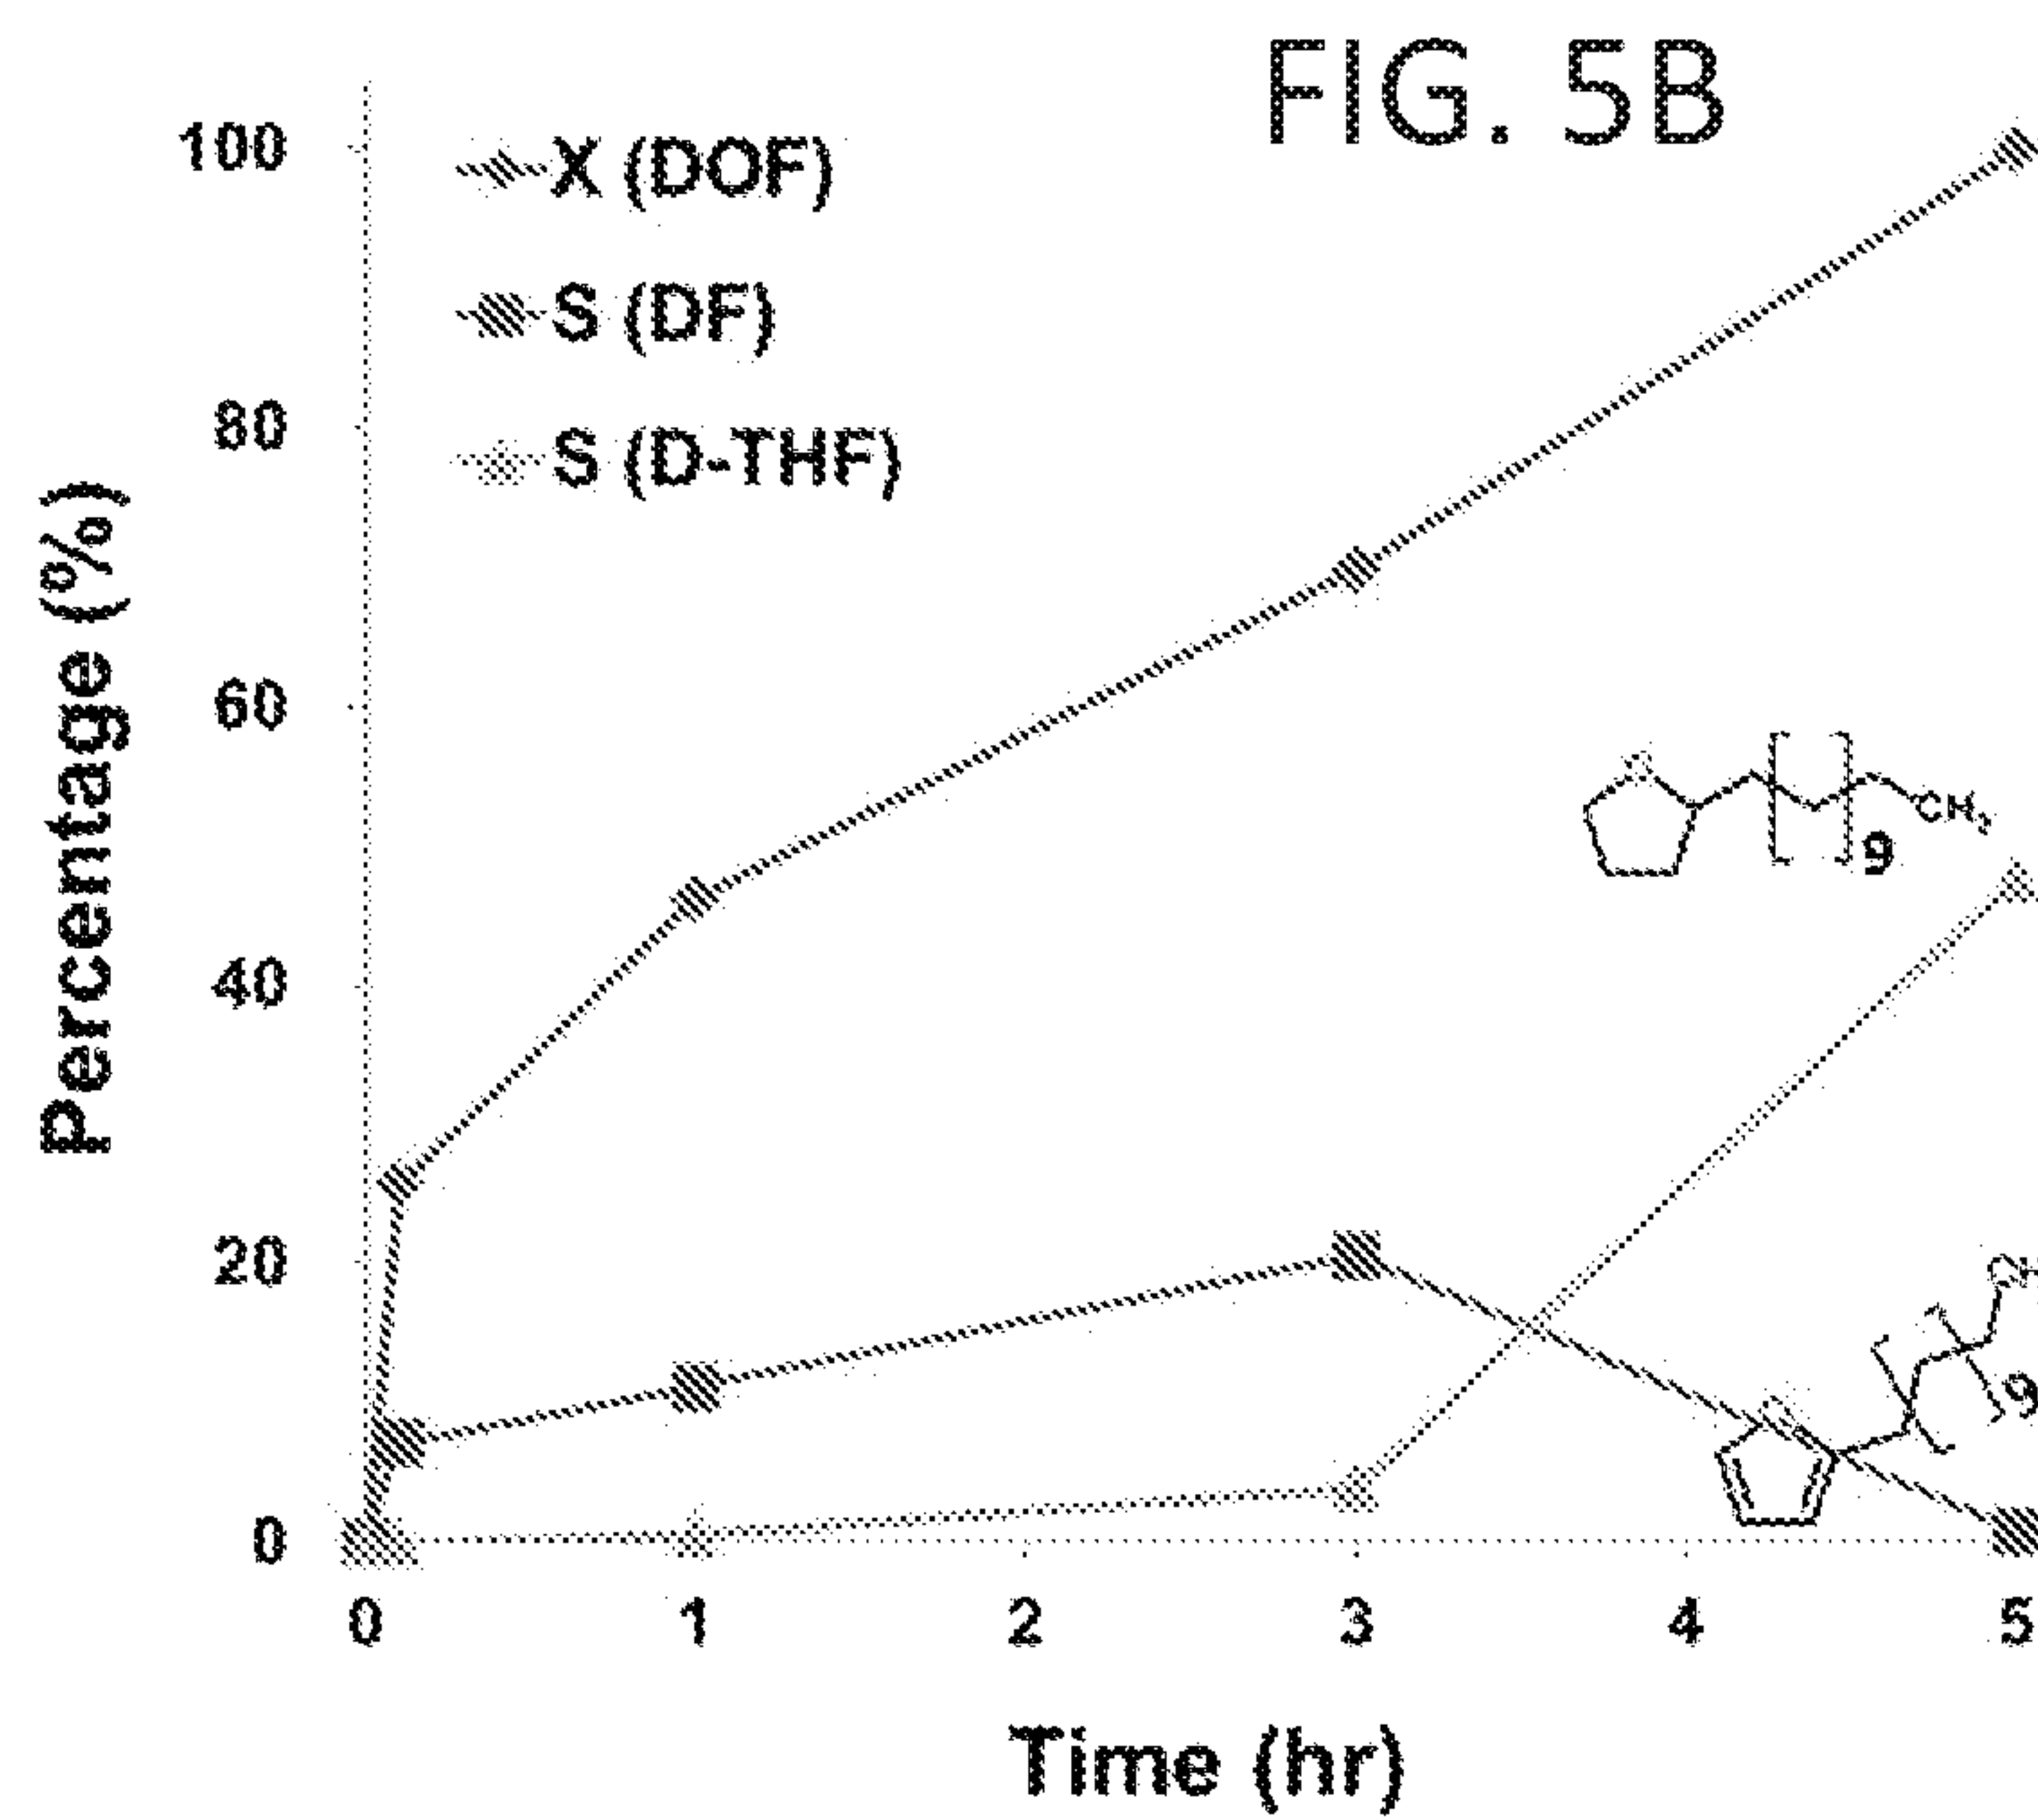 FIG. 5B
Percentage (%)
100
80
60
40
20
0
X (DOF)
S (DF)
S (D-THF)
CH3
9
9
0 1 2 3 4 5
Time (hr)